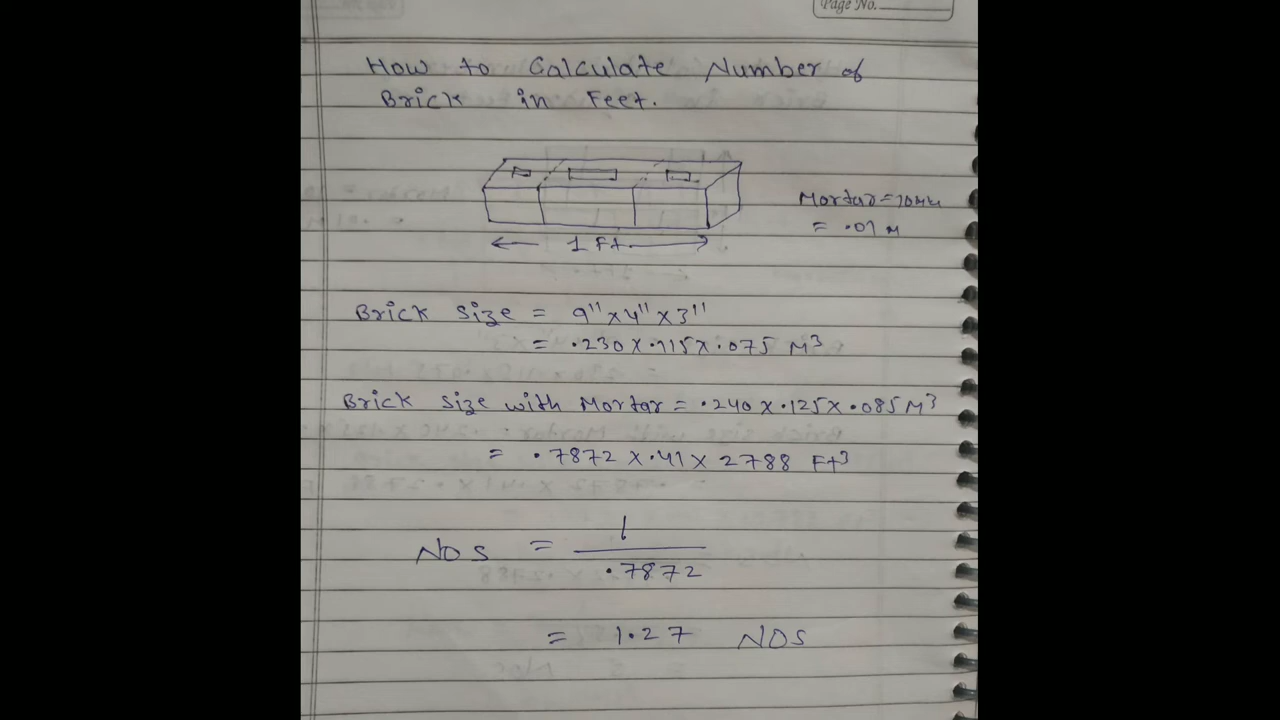 Page No.
How to Calculate Number of
Brick in Feet.
Mortar = 10MM
= .01 M
1 Ft.
Brick Size = 9" x 4" x 3"
= .230 x .115 x .075 M³
Brick Size with Mortar = .240 x .125 x .085 M³
= .7872 x .41 x 2788 Ft³
NOS = 1
.7872
= 1.27 NOS